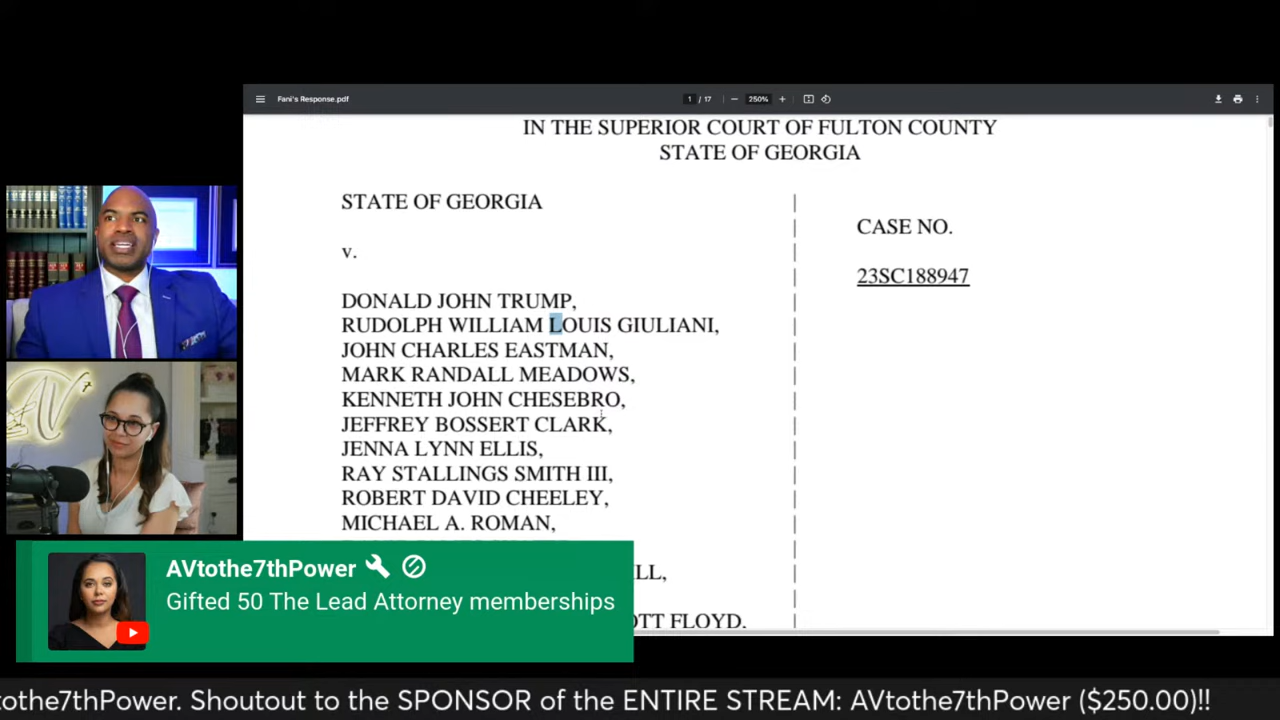 Fani's Response.pdf
1 / 17
250%
IN THE SUPERIOR COURT OF FULTON COUNTY
STATE OF GEORGIA
STATE OF GEORGIA
v.
DONALD JOHN TRUMP,
RUDOLPH WILLIAM LOUIS GIULIANI,
JOHN CHARLES EASTMAN,
MARK RANDALL MEADOWS,
KENNETH JOHN CHESEBRO,
JEFFREY BOSSERT CLARK,
JENNA LYNN ELLIS,
RAY STALLINGS SMITH III,
ROBERT DAVID CHEELEY,
MICHAEL A. ROMAN,
LL,
OTT FLOYD,
CASE NO.
23SC188947
AV7
AVtothe7thPower
Gifted 50 The Lead Attorney memberships
tothe7thPower. Shoutout to the SPONSOR of the ENTIRE STREAM: AVtothe7thPower ($250.00)!!